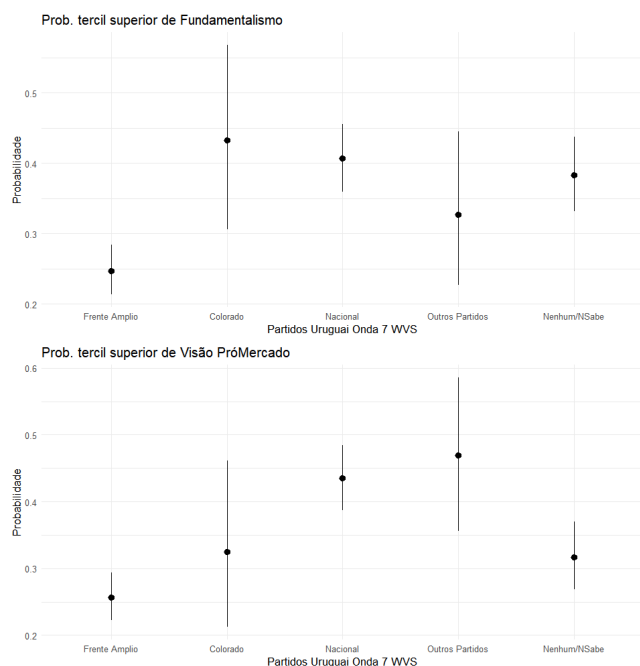 Prob. tercil superior de Fundamentalismo
0.5
0.4
0.3
0.2
Probabilidade
Frente Amplio Colorado Nacional Outros Partidos Nenhum/NSabe
Partidos Uruguai Onda 7 WVS
Prob. tercil superior de Visão PróMercado
0.6
0.5
0.4
0.3
0.2
Probabilidade
Frente Amplio Colorado Nacional Outros Partidos Nenhum/NSabe
Partidos Uruguai Onda 7 WVS